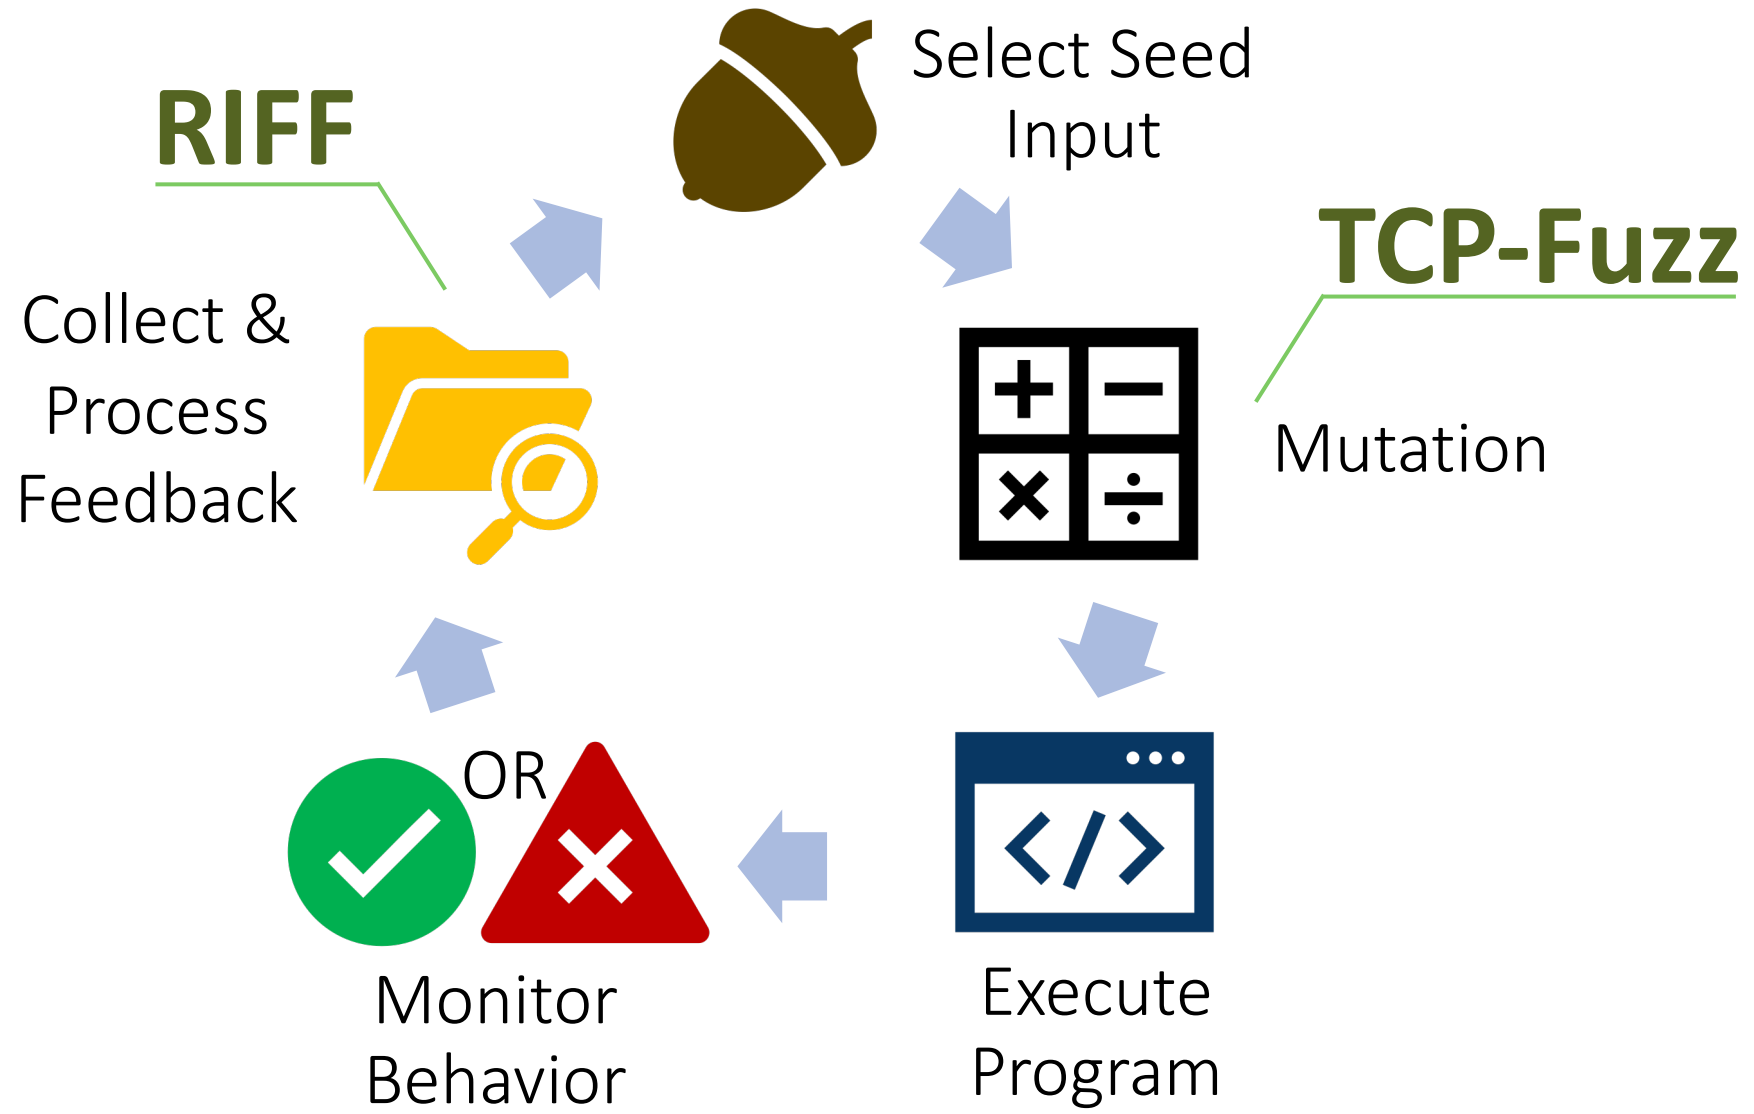 Select Seed
Input
RIFF
TCP-Fuzz
Collect &
Process
Feedback
Mutation
OR
Monitor
Behavior
Execute
Program